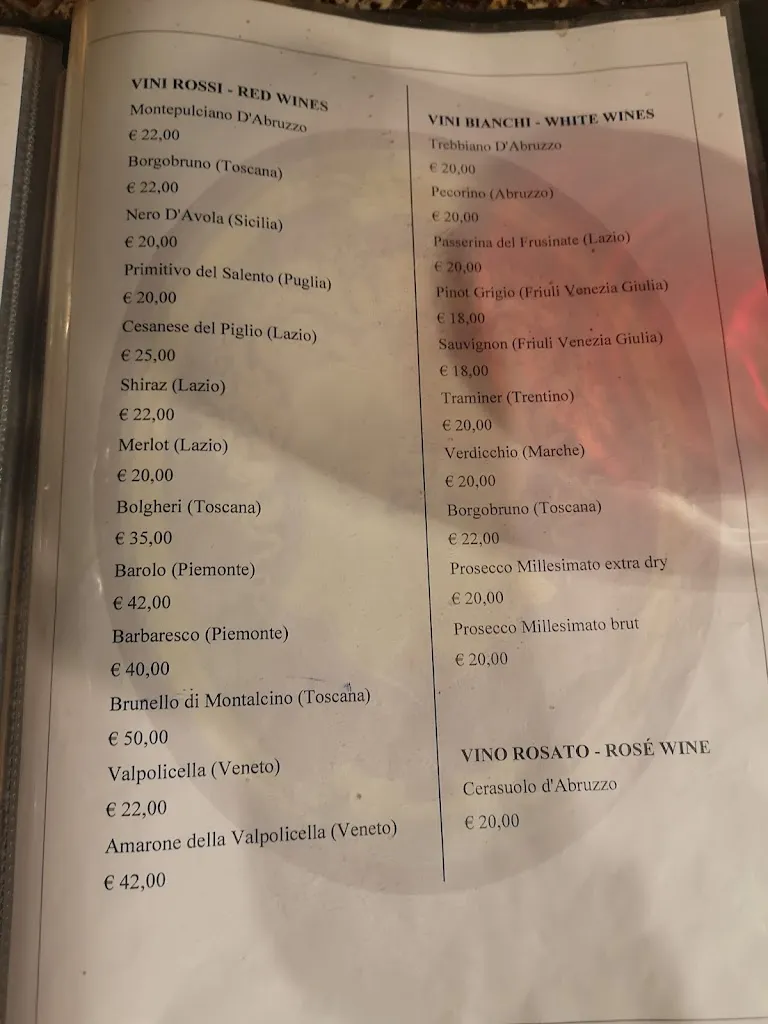 VINI ROSSI - RED WINES
Montepulciano D'Abruzzo
€ 22,00
Borgobruno (Toscana)
€ 22,00
Nero D'Avola (Sicilia)
€ 20,00
Primitivo del Salento (Puglia)
€ 20,00
Cesanese del Piglio (Lazio)
€ 25,00
Shiraz (Lazio)
€ 22,00
Merlot (Lazio)
€ 20,00
Bolgheri (Toscana)
€ 35,00
Barolo (Piemonte)
€ 42,00
Barbaresco (Piemonte)
€ 40,00
Brunello di Montalcino (Toscana)
€ 50,00
Valpolicella (Veneto)
€ 22,00
Amarone della Valpolicella (Veneto)
€ 42,00
VINI BIANCHI - WHITE WINES
Trebbiano D'Abruzzo
€ 20,00
Pecorino (Abruzzo)
€ 20,00
Passerina del Frusinate (Lazio)
€ 20,00
Pinot Grigio (Friuli Venezia Giulia)
€ 18,00
Sauvignon (Friuli Venezia Giulia)
€ 18,00
Traminer (Trentino)
€ 20,00
Verdicchio (Marche)
€ 20,00
Borgobruno (Toscana)
€ 22,00
Prosecco Millesimato extra dry
€ 20,00
Prosecco Millesimato brut
€ 20,00
VINO ROSATO - ROSÉ WINE
Cerasuolo d'Abruzzo
€ 20,00